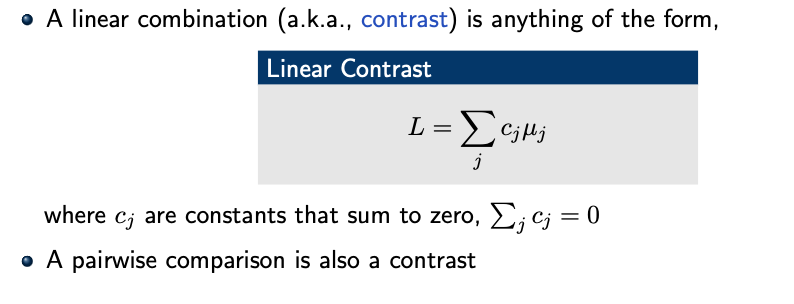 A linear combination (a.k.a., contrast) is anything of the form,
Linear Contrast
L = ∑_j c_j μ_j
where c_j are constants that sum to zero, ∑_j c_j = 0
A pairwise comparison is also a contrast